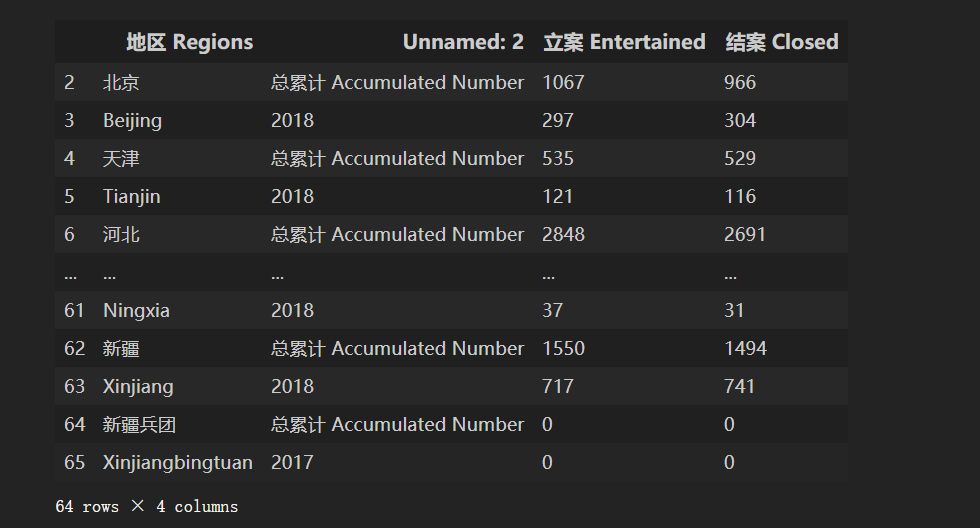 地区 Regions Unnamed: 2 立案 Entertained 结案 Closed
2 北京 总累计 Accumulated Number 1067 966
3 Beijing 2018 297 304
4 天津 总累计 Accumulated Number 535 529
5 Tianjin 2018 121 116
6 河北 总累计 Accumulated Number 2848 2691
... ... ... ... ...
61 Ningxia 2018 37 31
62 新疆 总累计 Accumulated Number 1550 1494
63 Xinjiang 2018 717 741
64 新疆兵团 总累计 Accumulated Number 0 0
65 Xinjiangbingtuan 2017 0 0
64 rows × 4 columns